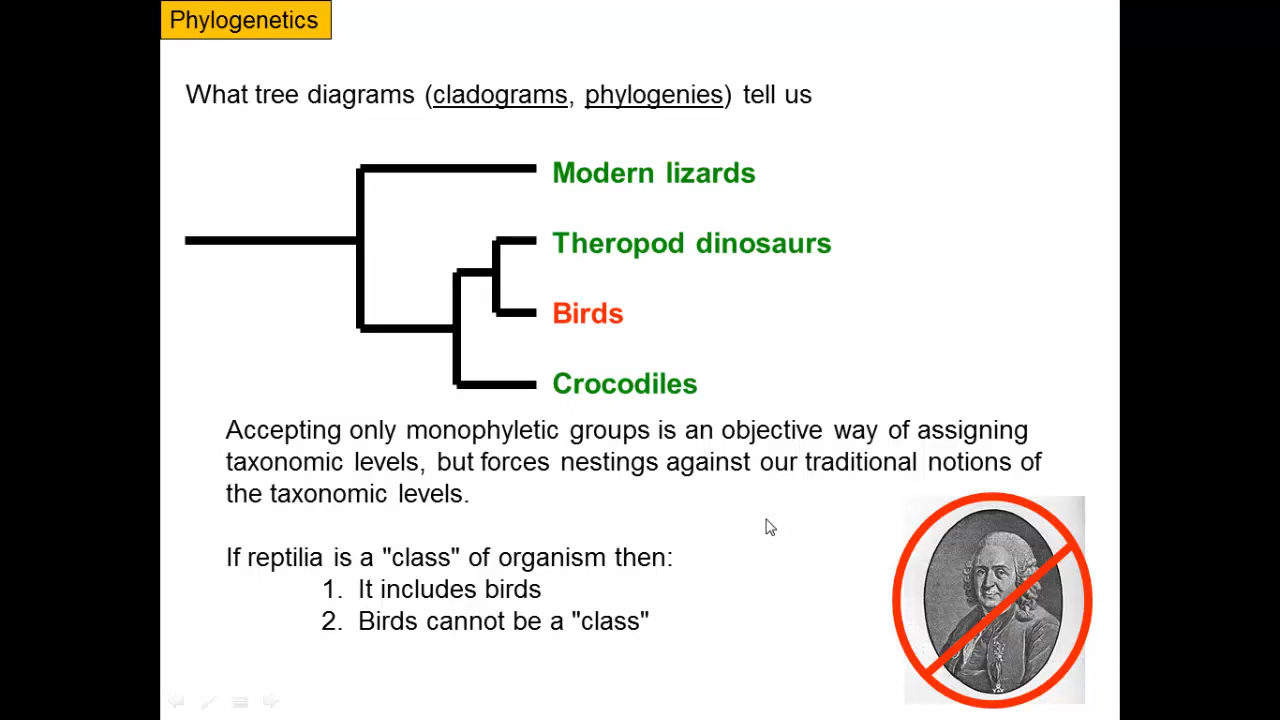 Phylogenetics
What tree diagrams (cladograms, phylogenies) tell us
Modern lizards
Theropod dinosaurs
Birds
Crocodiles
Accepting only monophyletic groups is an objective way of assigning
taxonomic levels, but forces nestings against our traditional notions of
the taxonomic levels.
If reptilia is a "class" of organism then:
1. It includes birds
2. Birds cannot be a "class"